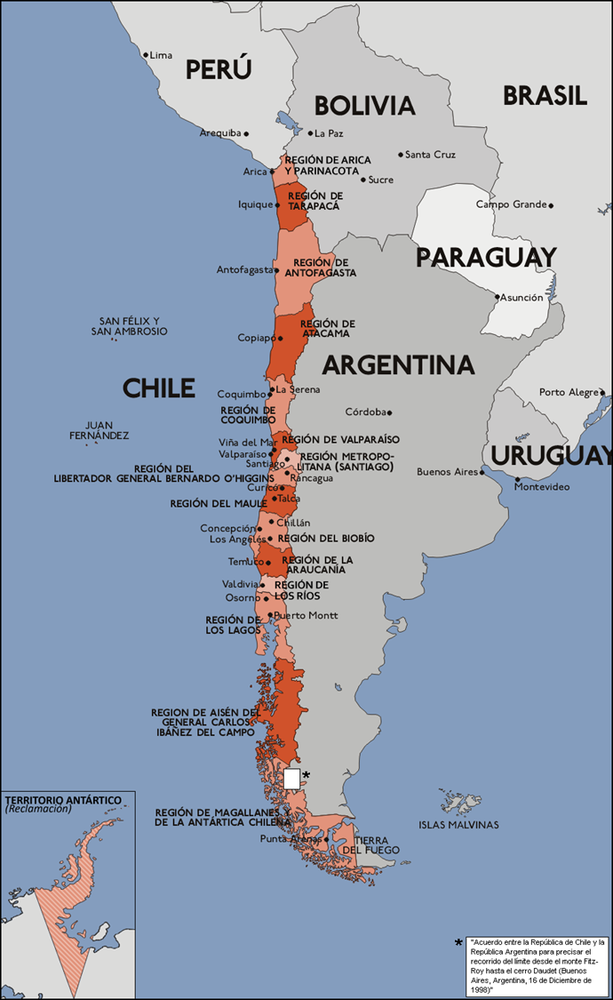 Lima
PERÚ
BOLIVIA
BRASIL
Arequiba
La Paz
Santa Cruz
REGIÓN DE ARICA
Y PARINACOTA
Arica
Sucre
REGIÓN DE
TARAPACÁ
Iquique
Campo Grande
PARAGUAY
REGIÓN DE
ANTOFAGASTA
Antofagasta
Asunción
SAN FÉLIX Y
SAN AMBROSIO
REGIÓN DE
ATACAMA
Copiapó
ARGENTINA
CHILE
La Serena
Coquimbo
Porto Alegre
REGIÓN DE
COQUIMBO
Córdoba
JUAN
FERNÁNDEZ
Viña del Mar
REGIÓN DE VALPARAÍSO
Valparaíso
URUGUAY
Santiago
REGIÓN METROPO-
LITANA (SANTIAGO)
REGIÓN DEL
LIBERTADOR GENERAL BERNARDO O'HIGGINS
Rancagua
Buenos Aires
Montevideo
Curicó
Talca
REGIÓN DEL MAULE
Chillán
Concepción
Los Angelés
REGIÓN DEL BIOBÍO
Temuco
REGIÓN DE LA
ARAUCANÍA
Valdivia
REGIÓN DE
LOS RÍOS
Osorno
Puerto Montt
REGIÓN DE
LOS LAGOS
REGION DE AISÉN DEL
GENERAL CARLOS
IBÁÑEZ DEL CAMPO
*
TERRITORIO ANTÁRTICO
(Reclamación)
REGIÓN DE MAGALLANES Y
DE LA ANTÁRTICA CHILENA
ISLAS MALVINAS
Punta Arenas
TIERRA
DEL FUEGO
* "Acuerdo entre la República de Chile y la
República Argentina para precisar el
recorrido del límite desde el monte Fitz-
Roy hasta el cerro Daudet (Buenos
Aires, Argentina, 16 de Diciembre de
1998)"